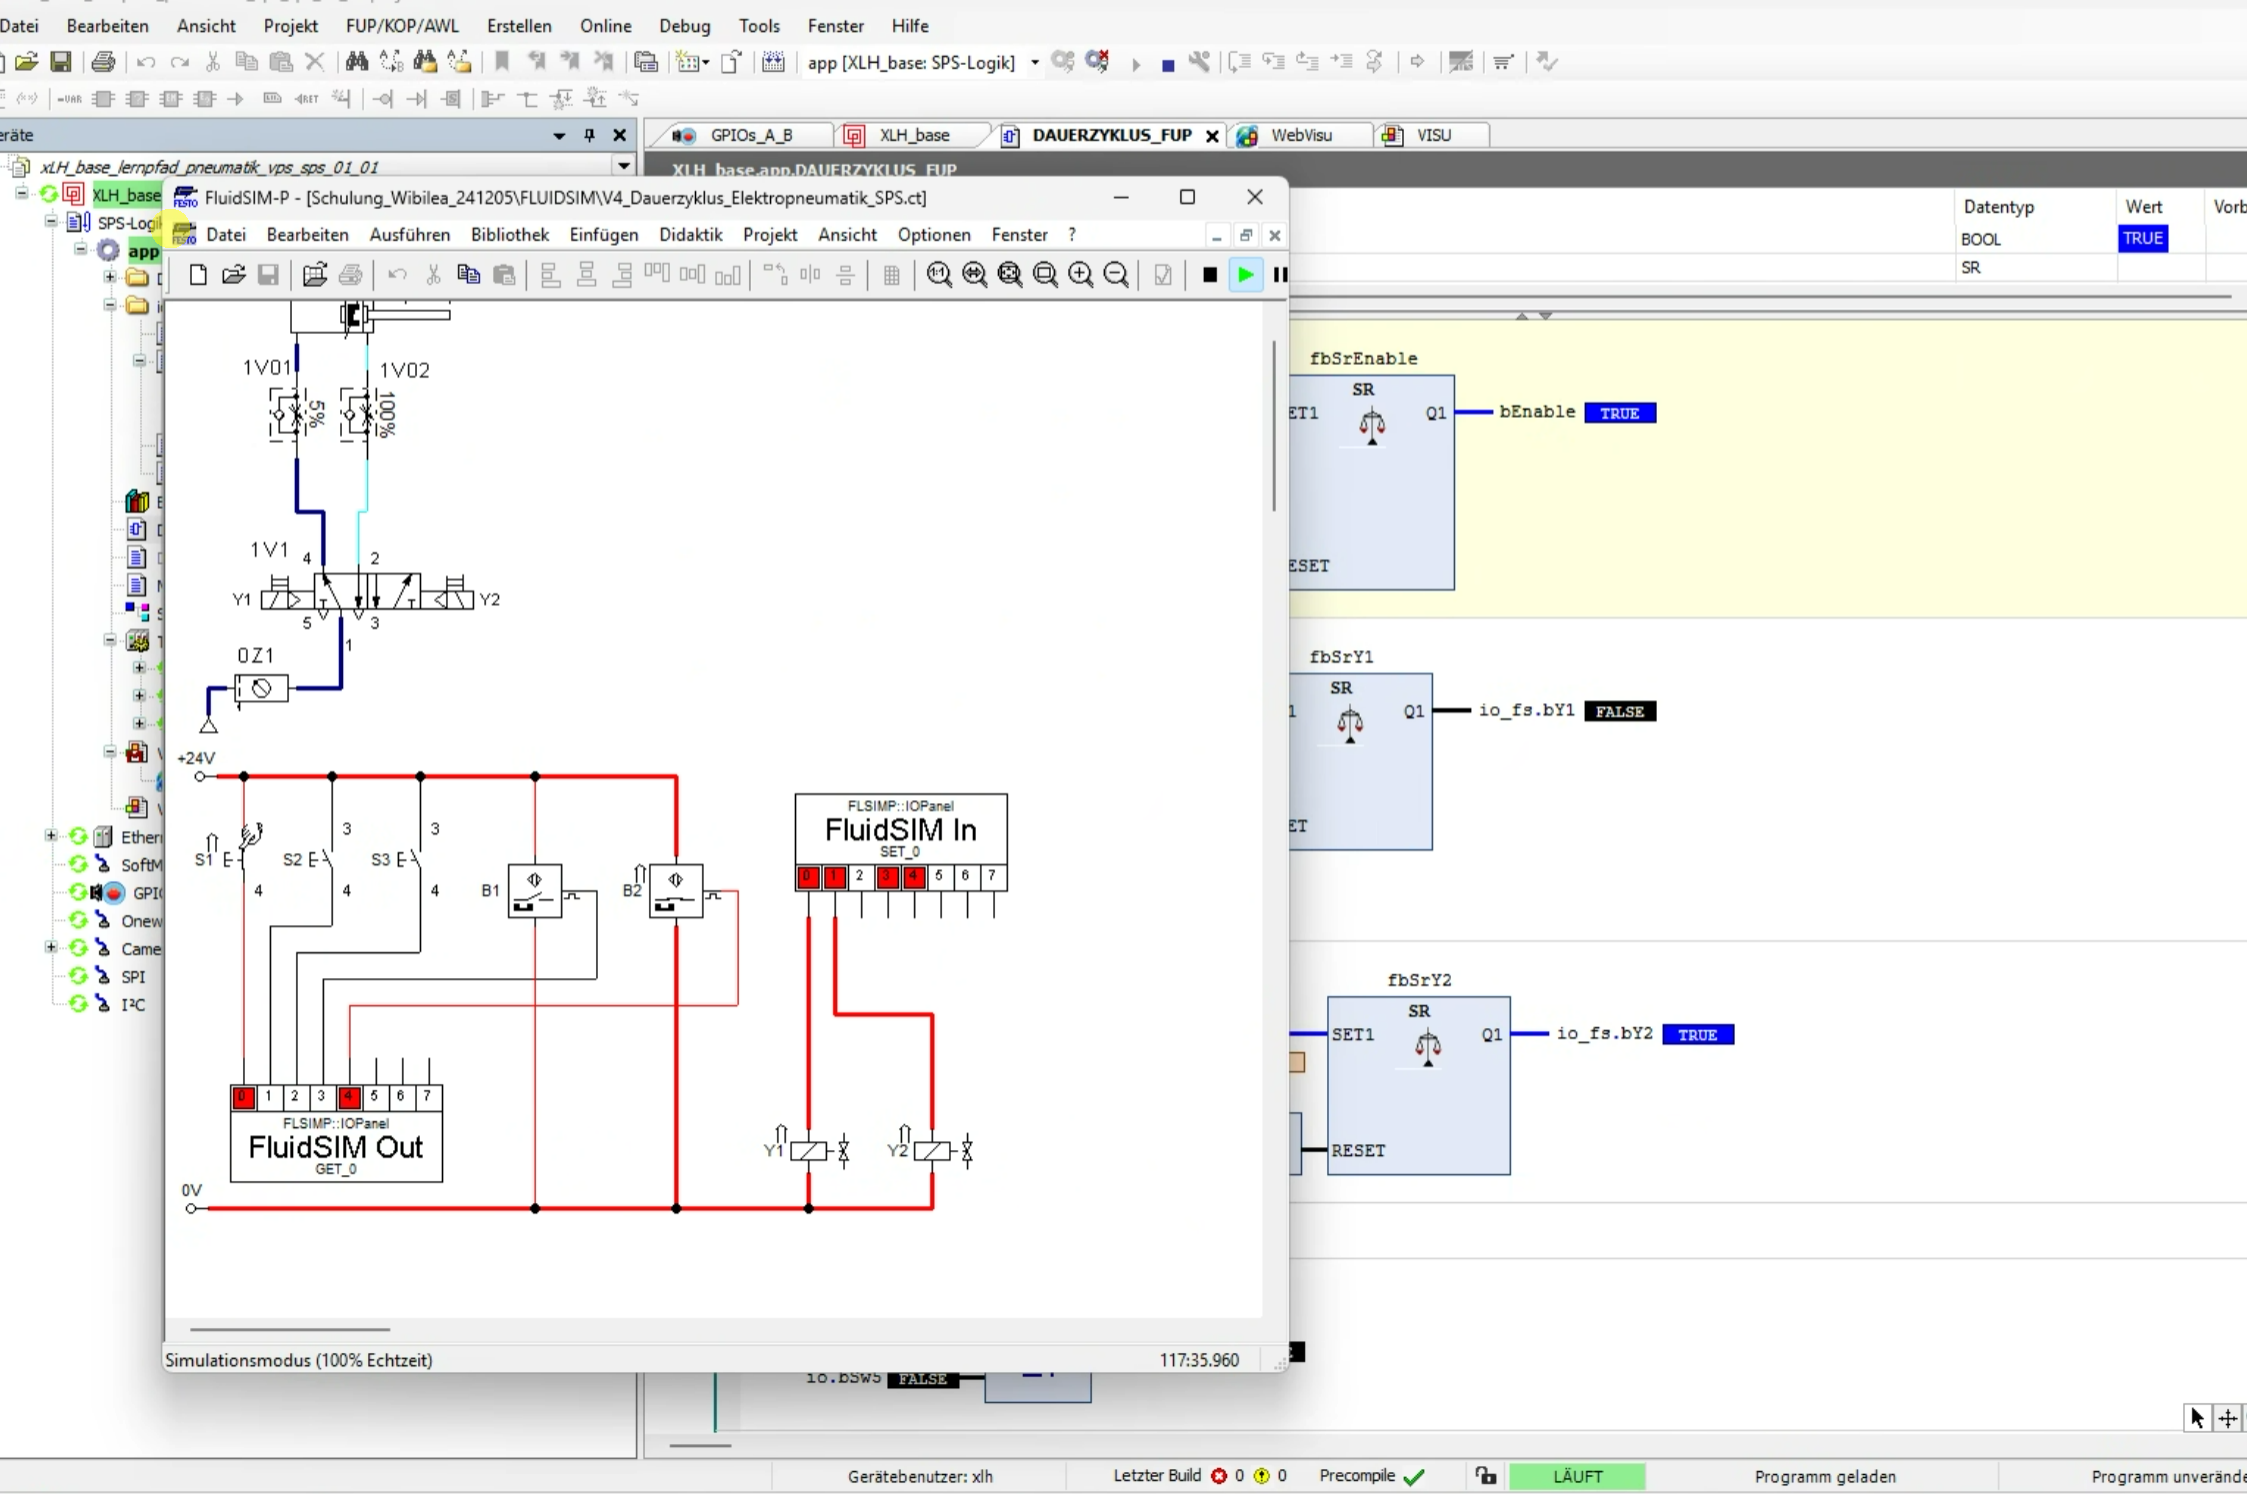 Datei Bearbeiten Ansicht Projekt FUP/KOP/AWL Erstellen Online Debug Tools Fenster Hilfe
app [XLH_base: SPS-Logik]
GPIOs_A_B XLH_base DAUERZYKLUS_FUP WebVisu VISU
xLH_base_lernpfad_pneumatik_vps_sps_01_01
XLH_base.app.DAUERZYKLUS_FUP
XLH_base
app
Ethern
SoftM
GPIO
Onew
Came
SPI
I²C
Datentyp Wert Vorb
BOOL TRUE
SR
FluidSIM-P - [Schulung_Wibilea_241205\FLUIDSIM\V4_Dauerzyklus_Elektropneumatik_SPS.ct]
Datei Bearbeiten Ausführen Bibliothek Einfügen Didaktik Projekt Ansicht Optionen Fenster ?
1V01 1V02
5% 100%
1V1 4 2
Y1 Y2
5 3
1
0Z1
+24V
3 3
S1 S2 S3
4 4 4
B1 B2
FLSIMP::IOPanel
FluidSIM In
SET_0
0 1 2 3 4 5 6 7
0 1 2 3 4 5 6 7
FLSIMP::IOPanel
FluidSIM Out
GET_0
Y1 Y2
0V
Simulationsmodus (100% Echtzeit) 117:35.960
fbSrEnable
SR
ET1 Q1 bEnable TRUE
ESET
fbSrY1
SR
1 Q1 io_fs.bY1 FALSE
ET
fbSrY2
SR
SET1 Q1 io_fs.bY2 TRUE
RESET
io.bSw5 FALSE
Gerätebenutzer: xlh Letzter Build 0 0 Precompile LÄUFT Programm geladen Programm unverände